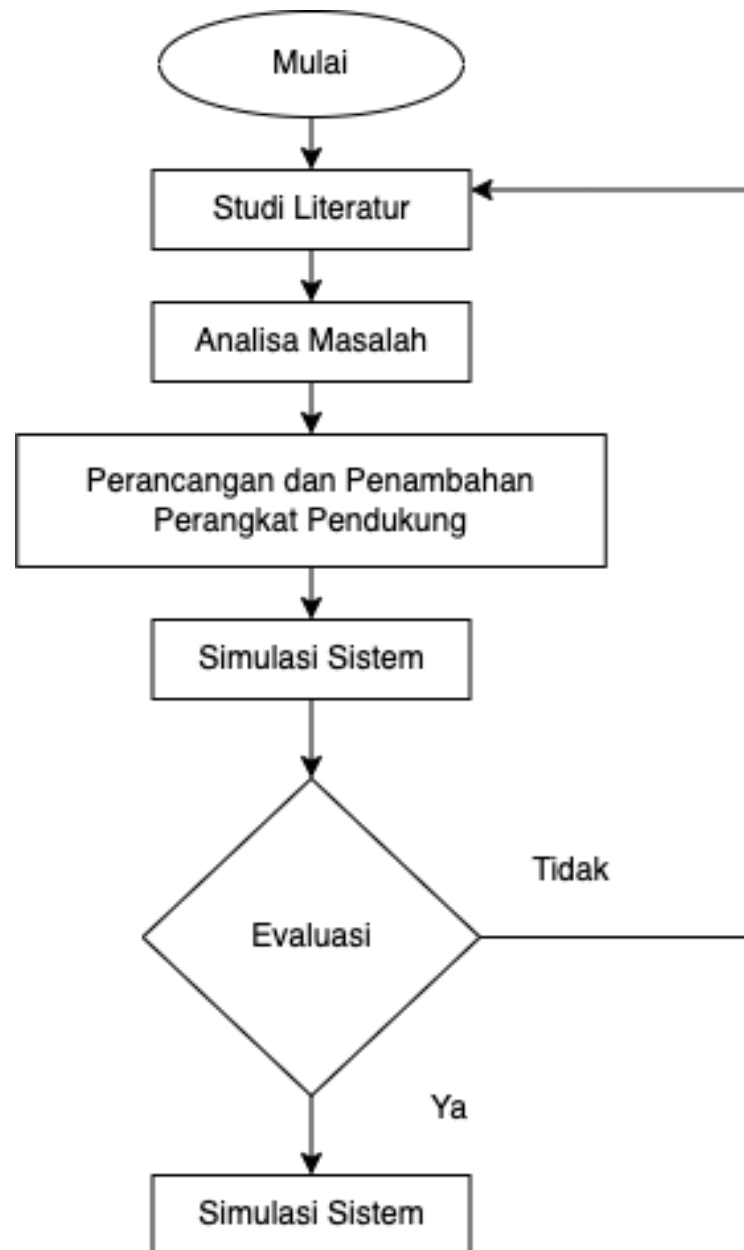 Mulai
Studi Literatur
Analisa Masalah
Perancangan dan Penambahan
Perangkat Pendukung
Simulasi Sistem
Tidak
Evaluasi
Ya
Simulasi Sistem